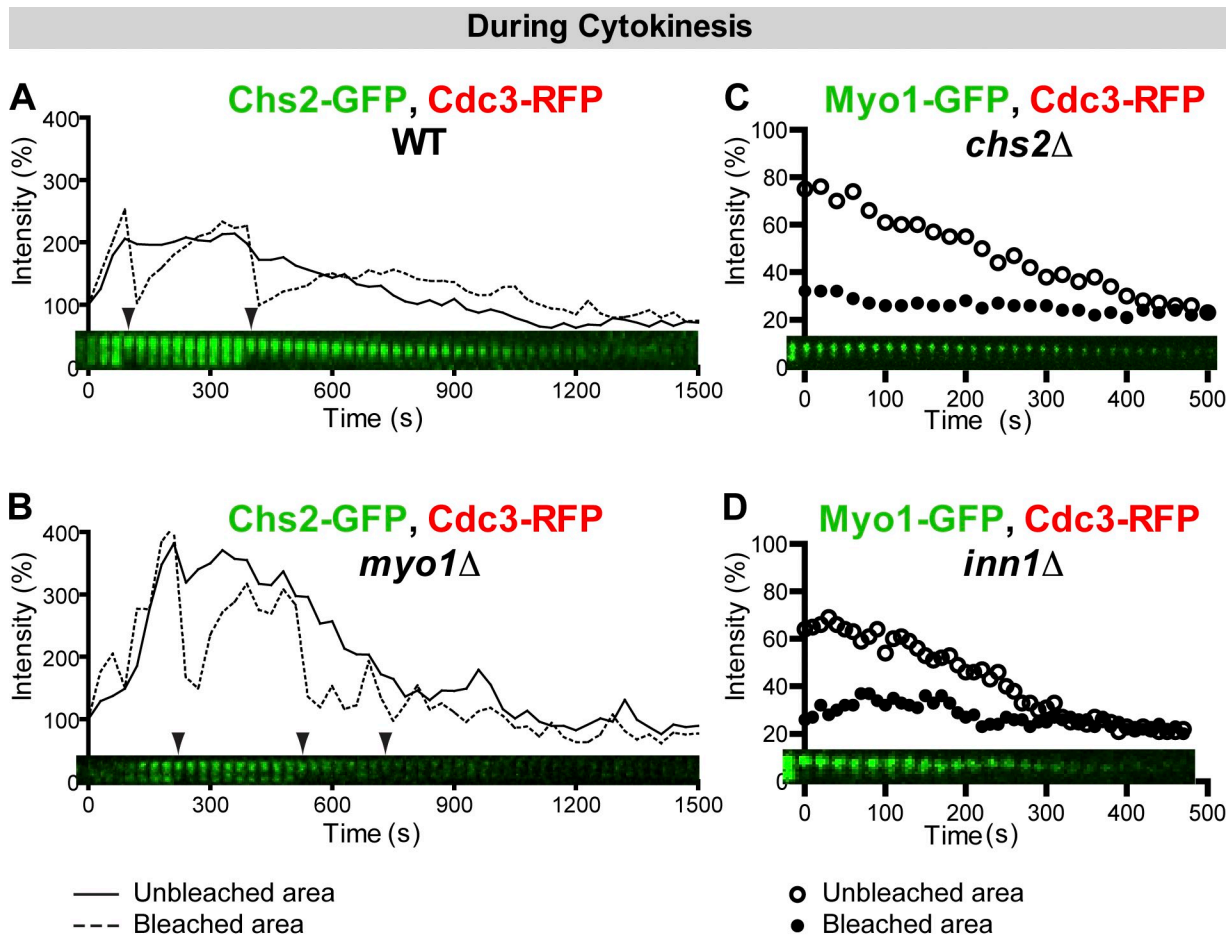 During Cytokinesis
A
Chs2-GFP, Cdc3-RFP
WT
Intensity (%)
400
300
200
100
0
0 300 600 900 1200 1500
Time (s)
C
Myo1-GFP, Cdc3-RFP
chs2Δ
Intensity (%)
100
80
60
40
20
0
0 100 200 300 400 500
Time (s)
B
Chs2-GFP, Cdc3-RFP
myo1Δ
Intensity (%)
400
300
200
100
0
0 300 600 900 1200 1500
Time (s)
D
Myo1-GFP, Cdc3-RFP
inn1Δ
Intensity (%)
100
80
60
40
20
0
0 100 200 300 400 500
Time (s)
Unbleached area
Bleached area
Unbleached area
Bleached area